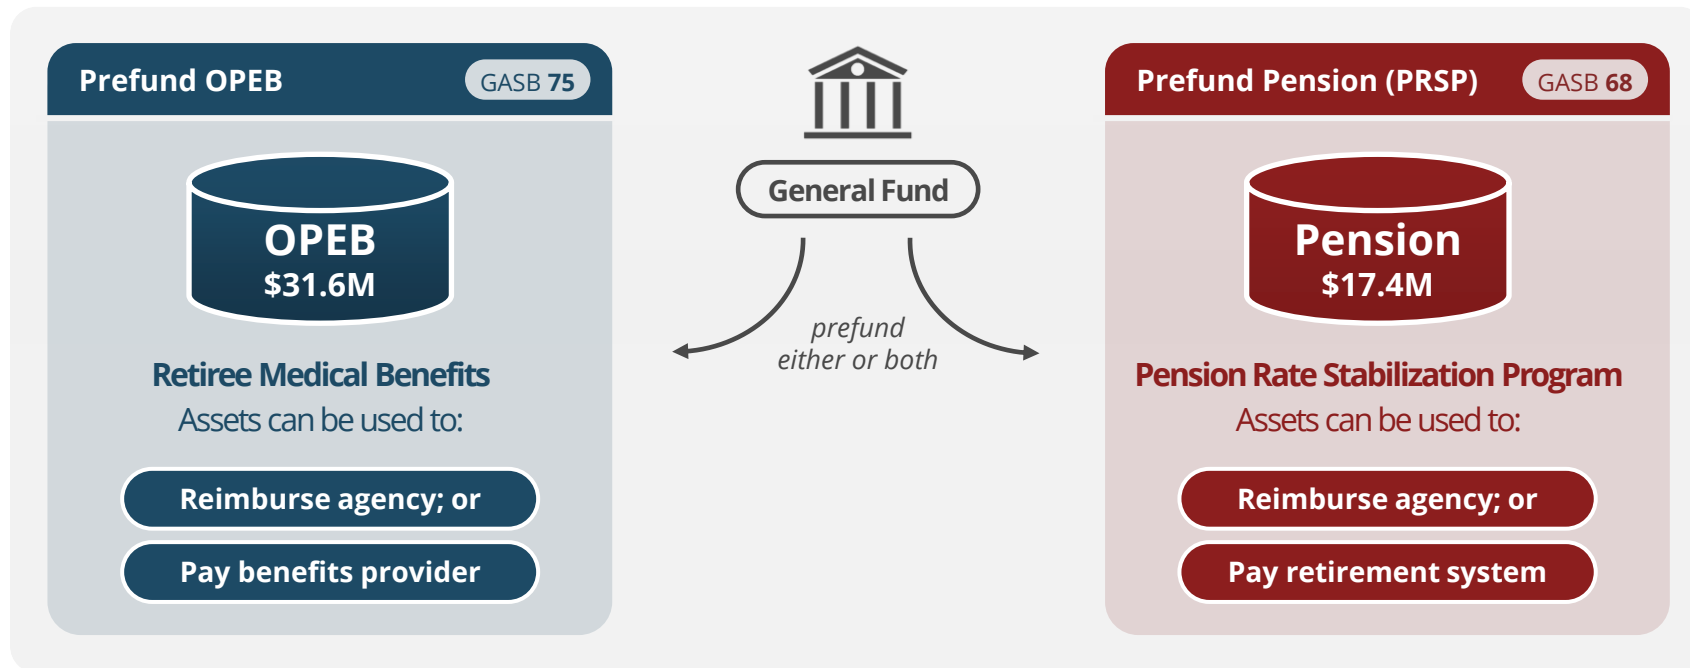 Prefund OPEB
GASB 75
OPEB
$31.6M
Retiree Medical Benefits
Assets can be used to:
Reimburse agency; or
Pay benefits provider
General Fund
prefund
either or both
Prefund Pension (PRSP)
GASB 68
Pension
$17.4M
Pension Rate Stabilization Program
Assets can be used to:
Reimburse agency; or
Pay retirement system